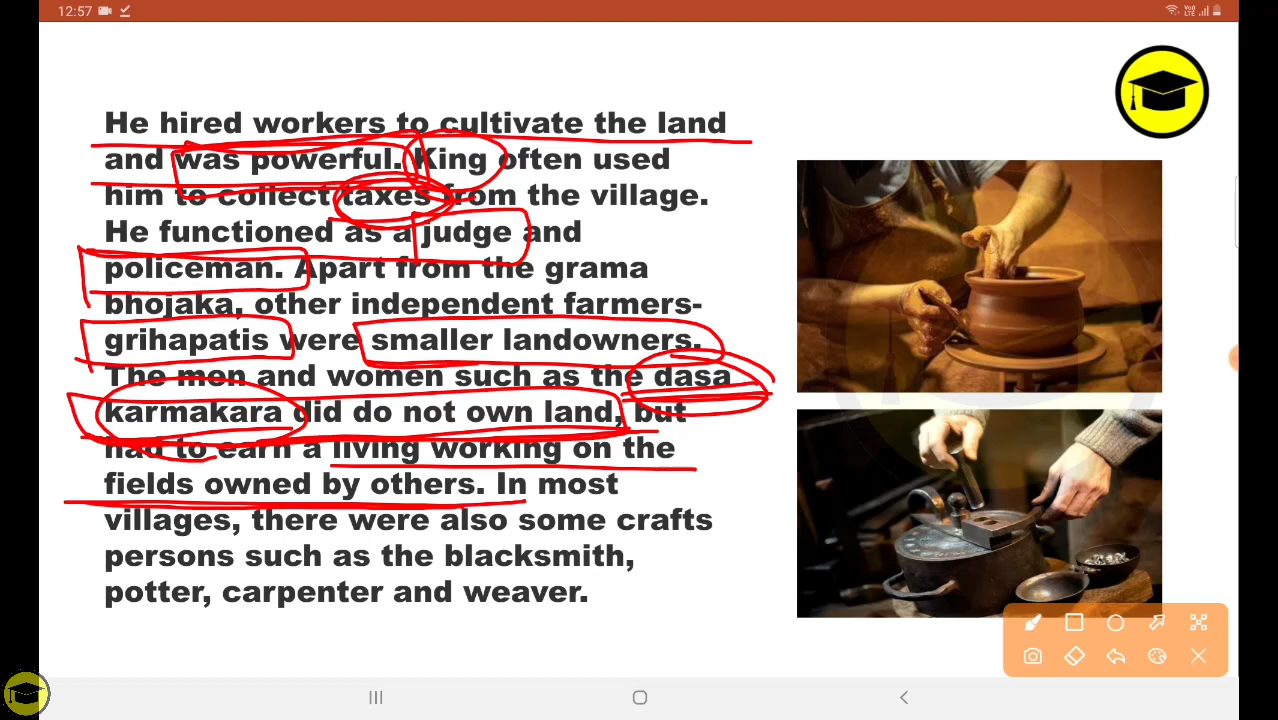 12:57
He hired workers to cultivate the land
and was powerful. King often used
him to collect taxes from the village.
He functioned as a judge and
policeman. Apart from the grama
bhojaka, other independent farmers-
grihapatis were smaller landowners.
The men and women such as the dasa
karmakara did do not own land, but
had to earn a living working on the
fields owned by others. In most
villages, there were also some crafts
persons such as the blacksmith,
potter, carpenter and weaver.